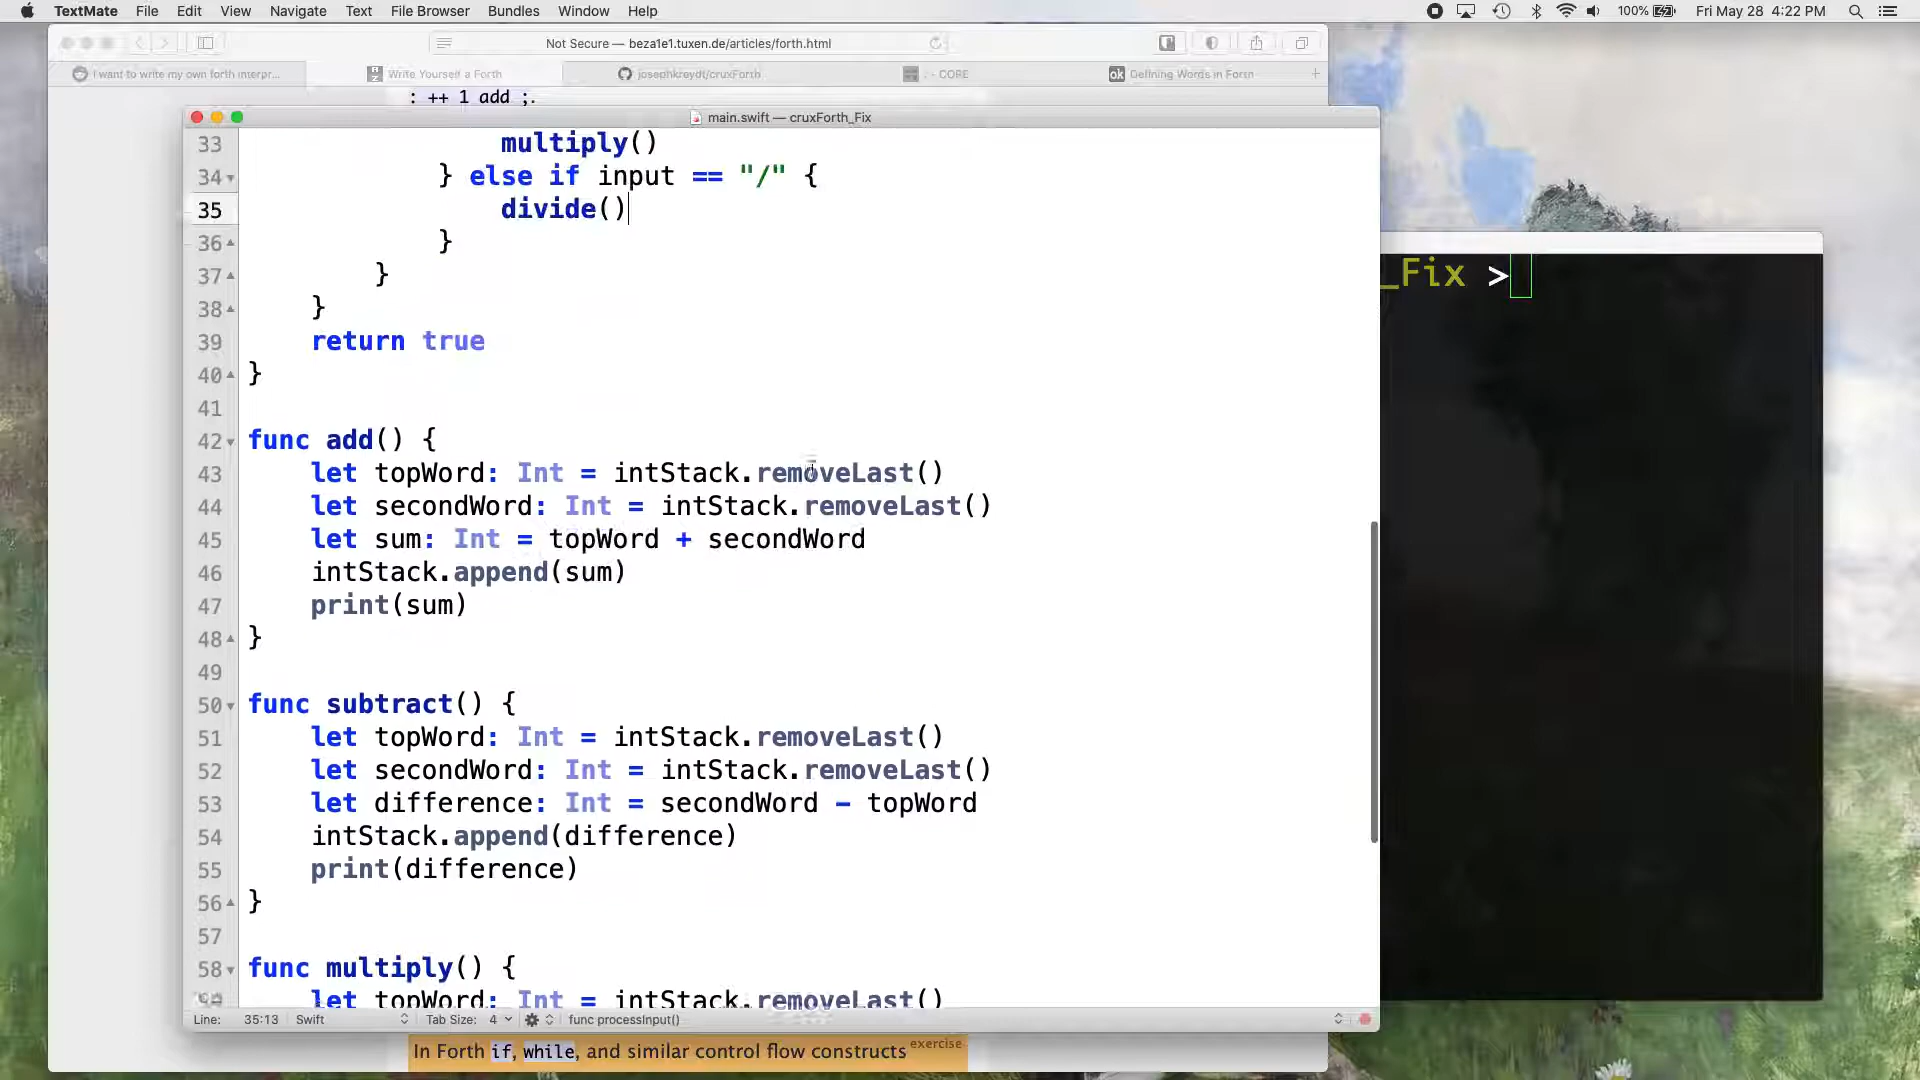 TextMate File Edit View Navigate Text File Browser Bundles Window Help 100% Fri May 28 4:22 PM
Not Secure — beza1e1.tuxen.de/articles/forth.html
I want to write my own forth interpr... Write Yourself a Forth josephkreydt/cruxForth . - CORE ok Defining Words in Forth
: ++ 1 add ;.
main.swift — cruxForth_Fix
33 multiply()
34 } else if input == "/" {
35 divide()
36 }
37 }
38 }
39 return true
40 }
41
42 func add() {
43 let topWord: Int = intStack.removeLast()
44 let secondWord: Int = intStack.removeLast()
45 let sum: Int = topWord + secondWord
46 intStack.append(sum)
47 print(sum)
48 }
49
50 func subtract() {
51 let topWord: Int = intStack.removeLast()
52 let secondWord: Int = intStack.removeLast()
53 let difference: Int = secondWord - topWord
54 intStack.append(difference)
55 print(difference)
56 }
57
58 func multiply() {
let topWord: Int = intStack.removeLast()
Line: 35:13 Swift Tab Size: 4 func processInput()
_Fix >
In Forth if, while, and similar control flow constructs exercise